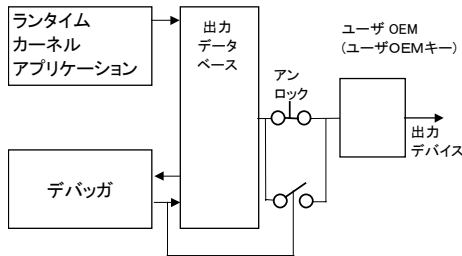 ランタイム
カーネル
アプリケーション
出力
データ
ベース
アン
ロック
ユーザ OEM
(ユーザOEMキー)
出力
デバイス
デバッガ